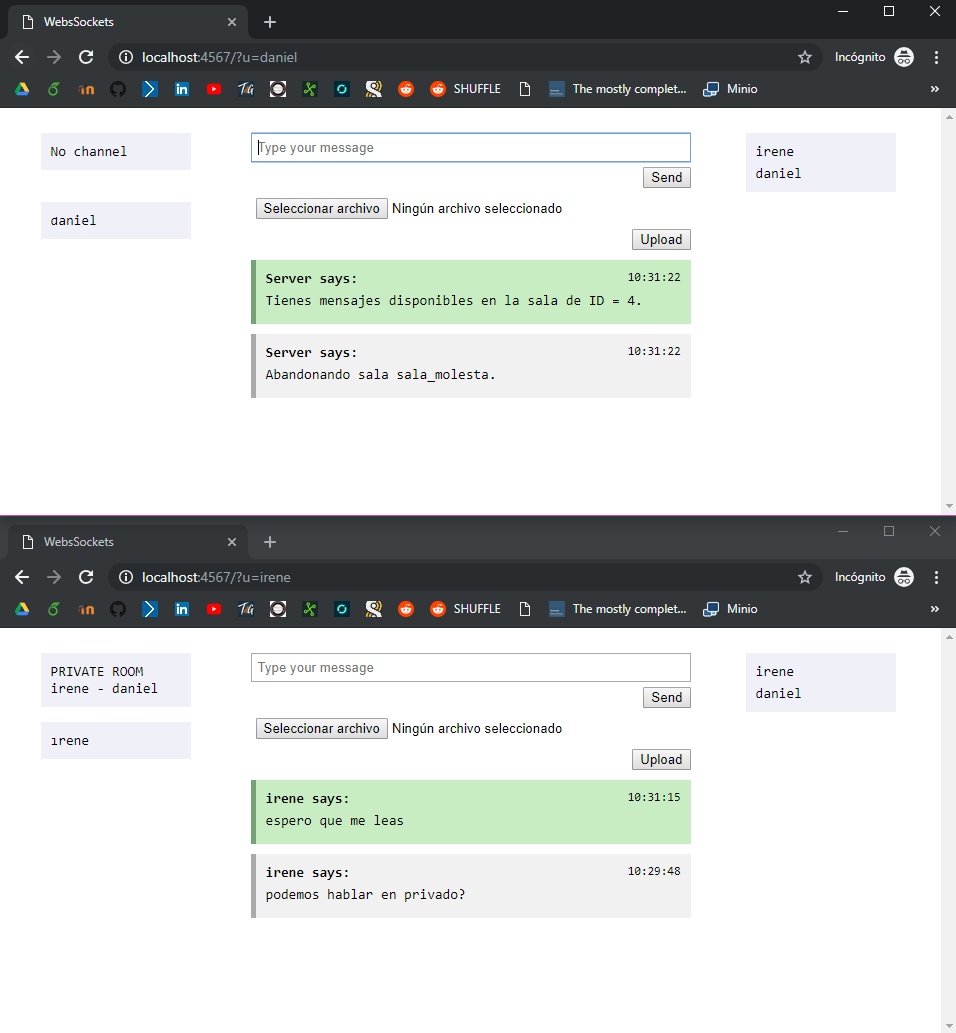 WebsSockets
localhost:4567/?u=daniel
Incógnito
SHUFFLE
The mostly complet...
Minio
No channel
daniel
Type your message
Send
Seleccionar archivo Ningún archivo seleccionado
Upload
Server says: 10:31:22
Tienes mensajes disponibles en la sala de ID = 4.
Server says: 10:31:22
Abandonando sala sala_molesta.
irene
daniel
WebsSockets
localhost:4567/?u=irene
Incógnito
SHUFFLE
The mostly complet...
Minio
PRIVATE ROOM
irene - daniel
irene
Type your message
Send
Seleccionar archivo Ningún archivo seleccionado
Upload
irene says: 10:31:15
espero que me leas
irene says: 10:29:48
podemos hablar en privado?
irene
daniel